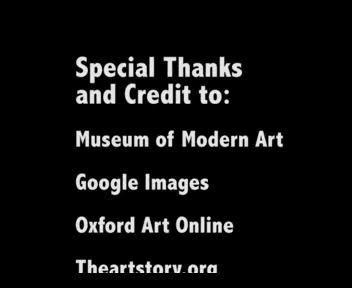 Special Thanks
and Credit to:
Museum of Modern Art
Google Images
Oxford Art Online
Theartstory.org